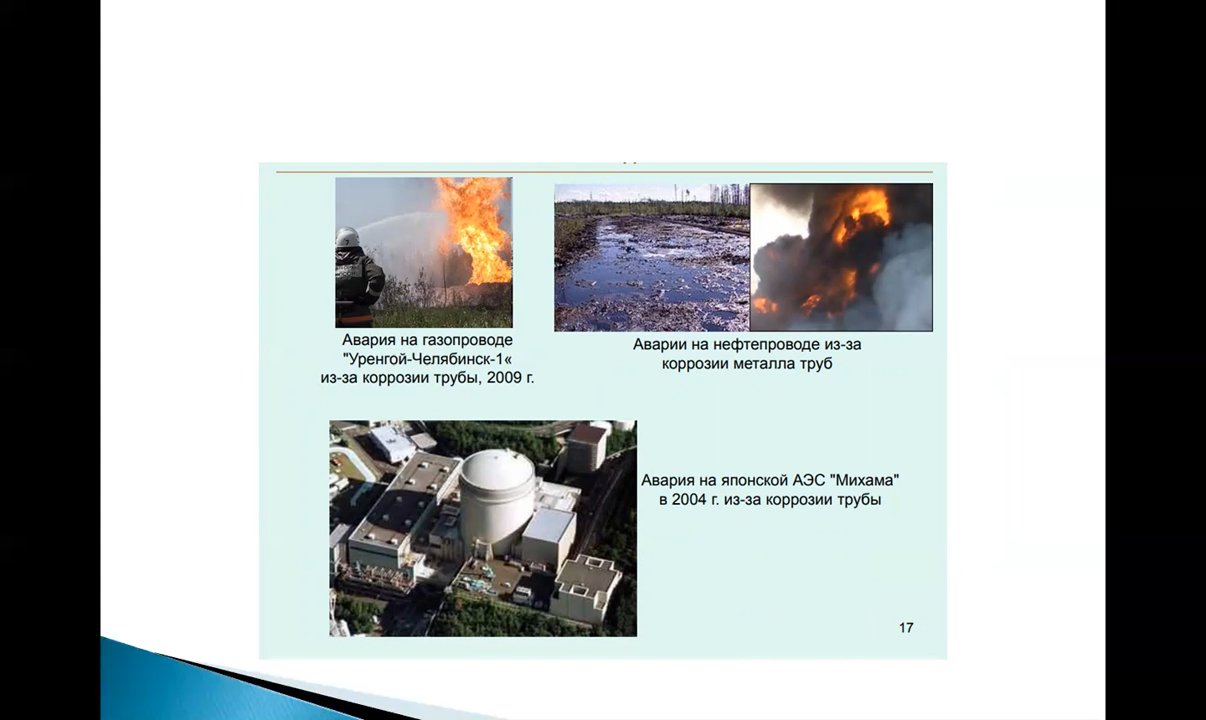 Авария на газопроводе
"Уренгой-Челябинск-1«
из-за коррозии трубы, 2009 г.
Аварии на нефтепроводе из-за
коррозии металла труб
Авария на японской АЭС "Михама"
в 2004 г. из-за коррозии трубы
17